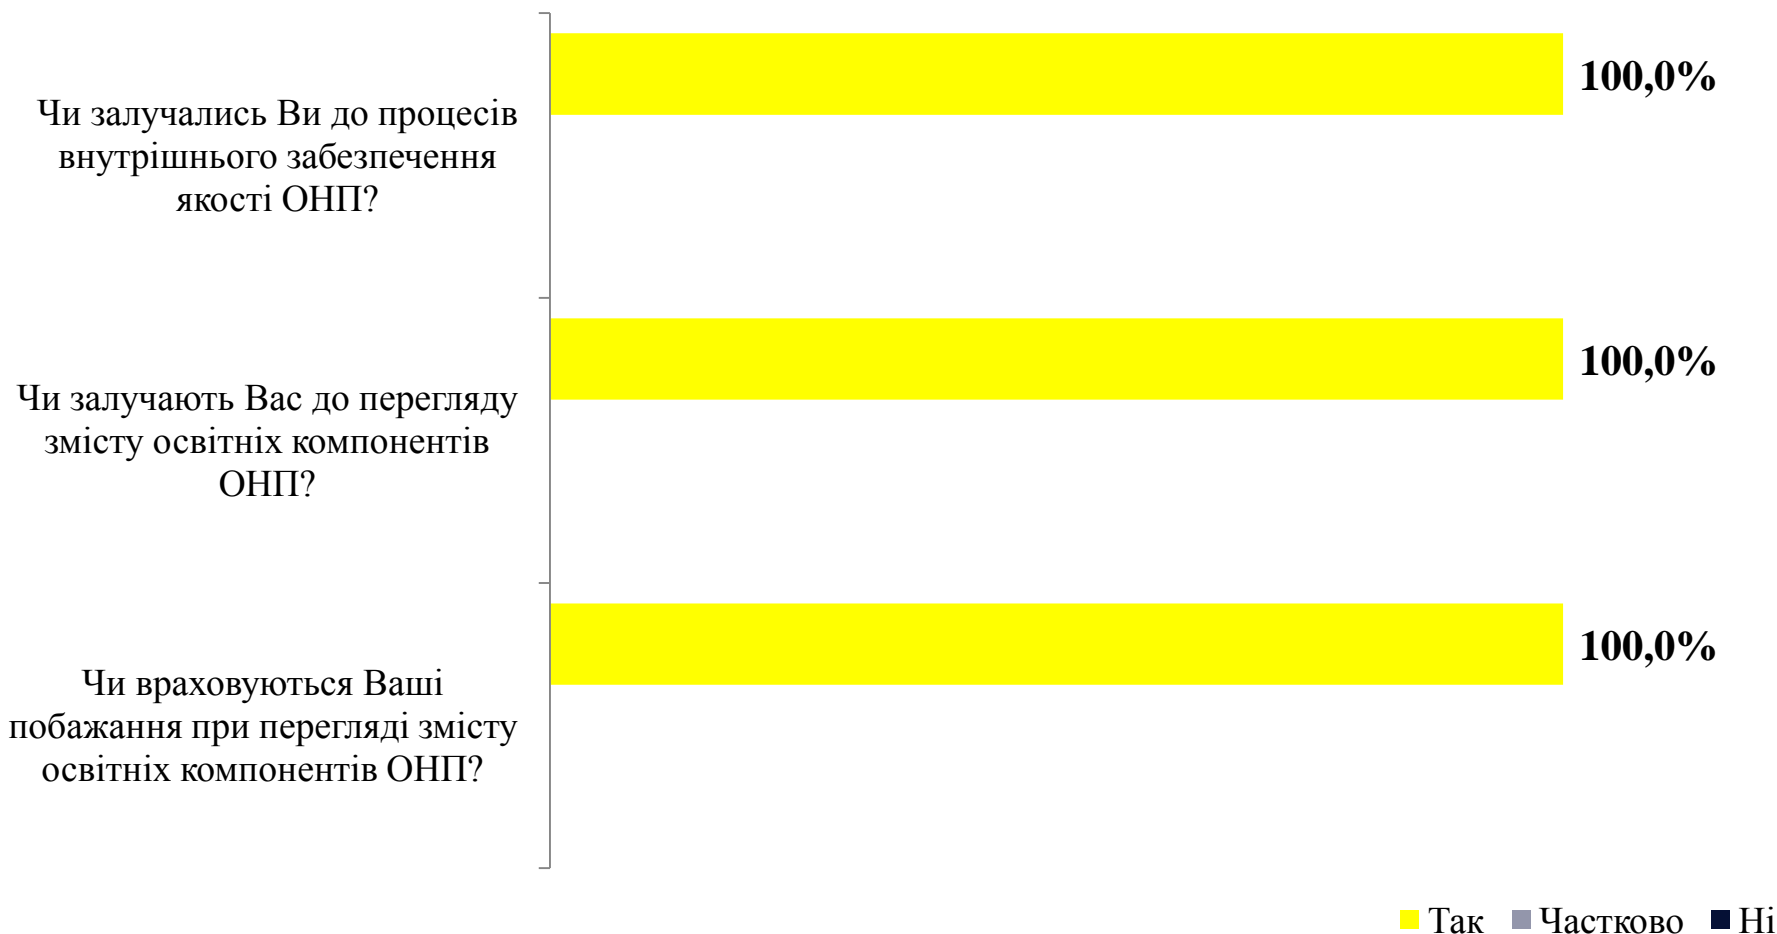 100,0%
Чи залучались Ви до процесів
внутрішнього забезпечення
якості ОНП?
100,0%
Чи залучають Вас до перегляду
змісту освітніх компонентів
ОНП?
100,0%
Чи враховуються Ваші
побажання при перегляді змісту
освітніх компонентів ОНП?
Так Частково Ні